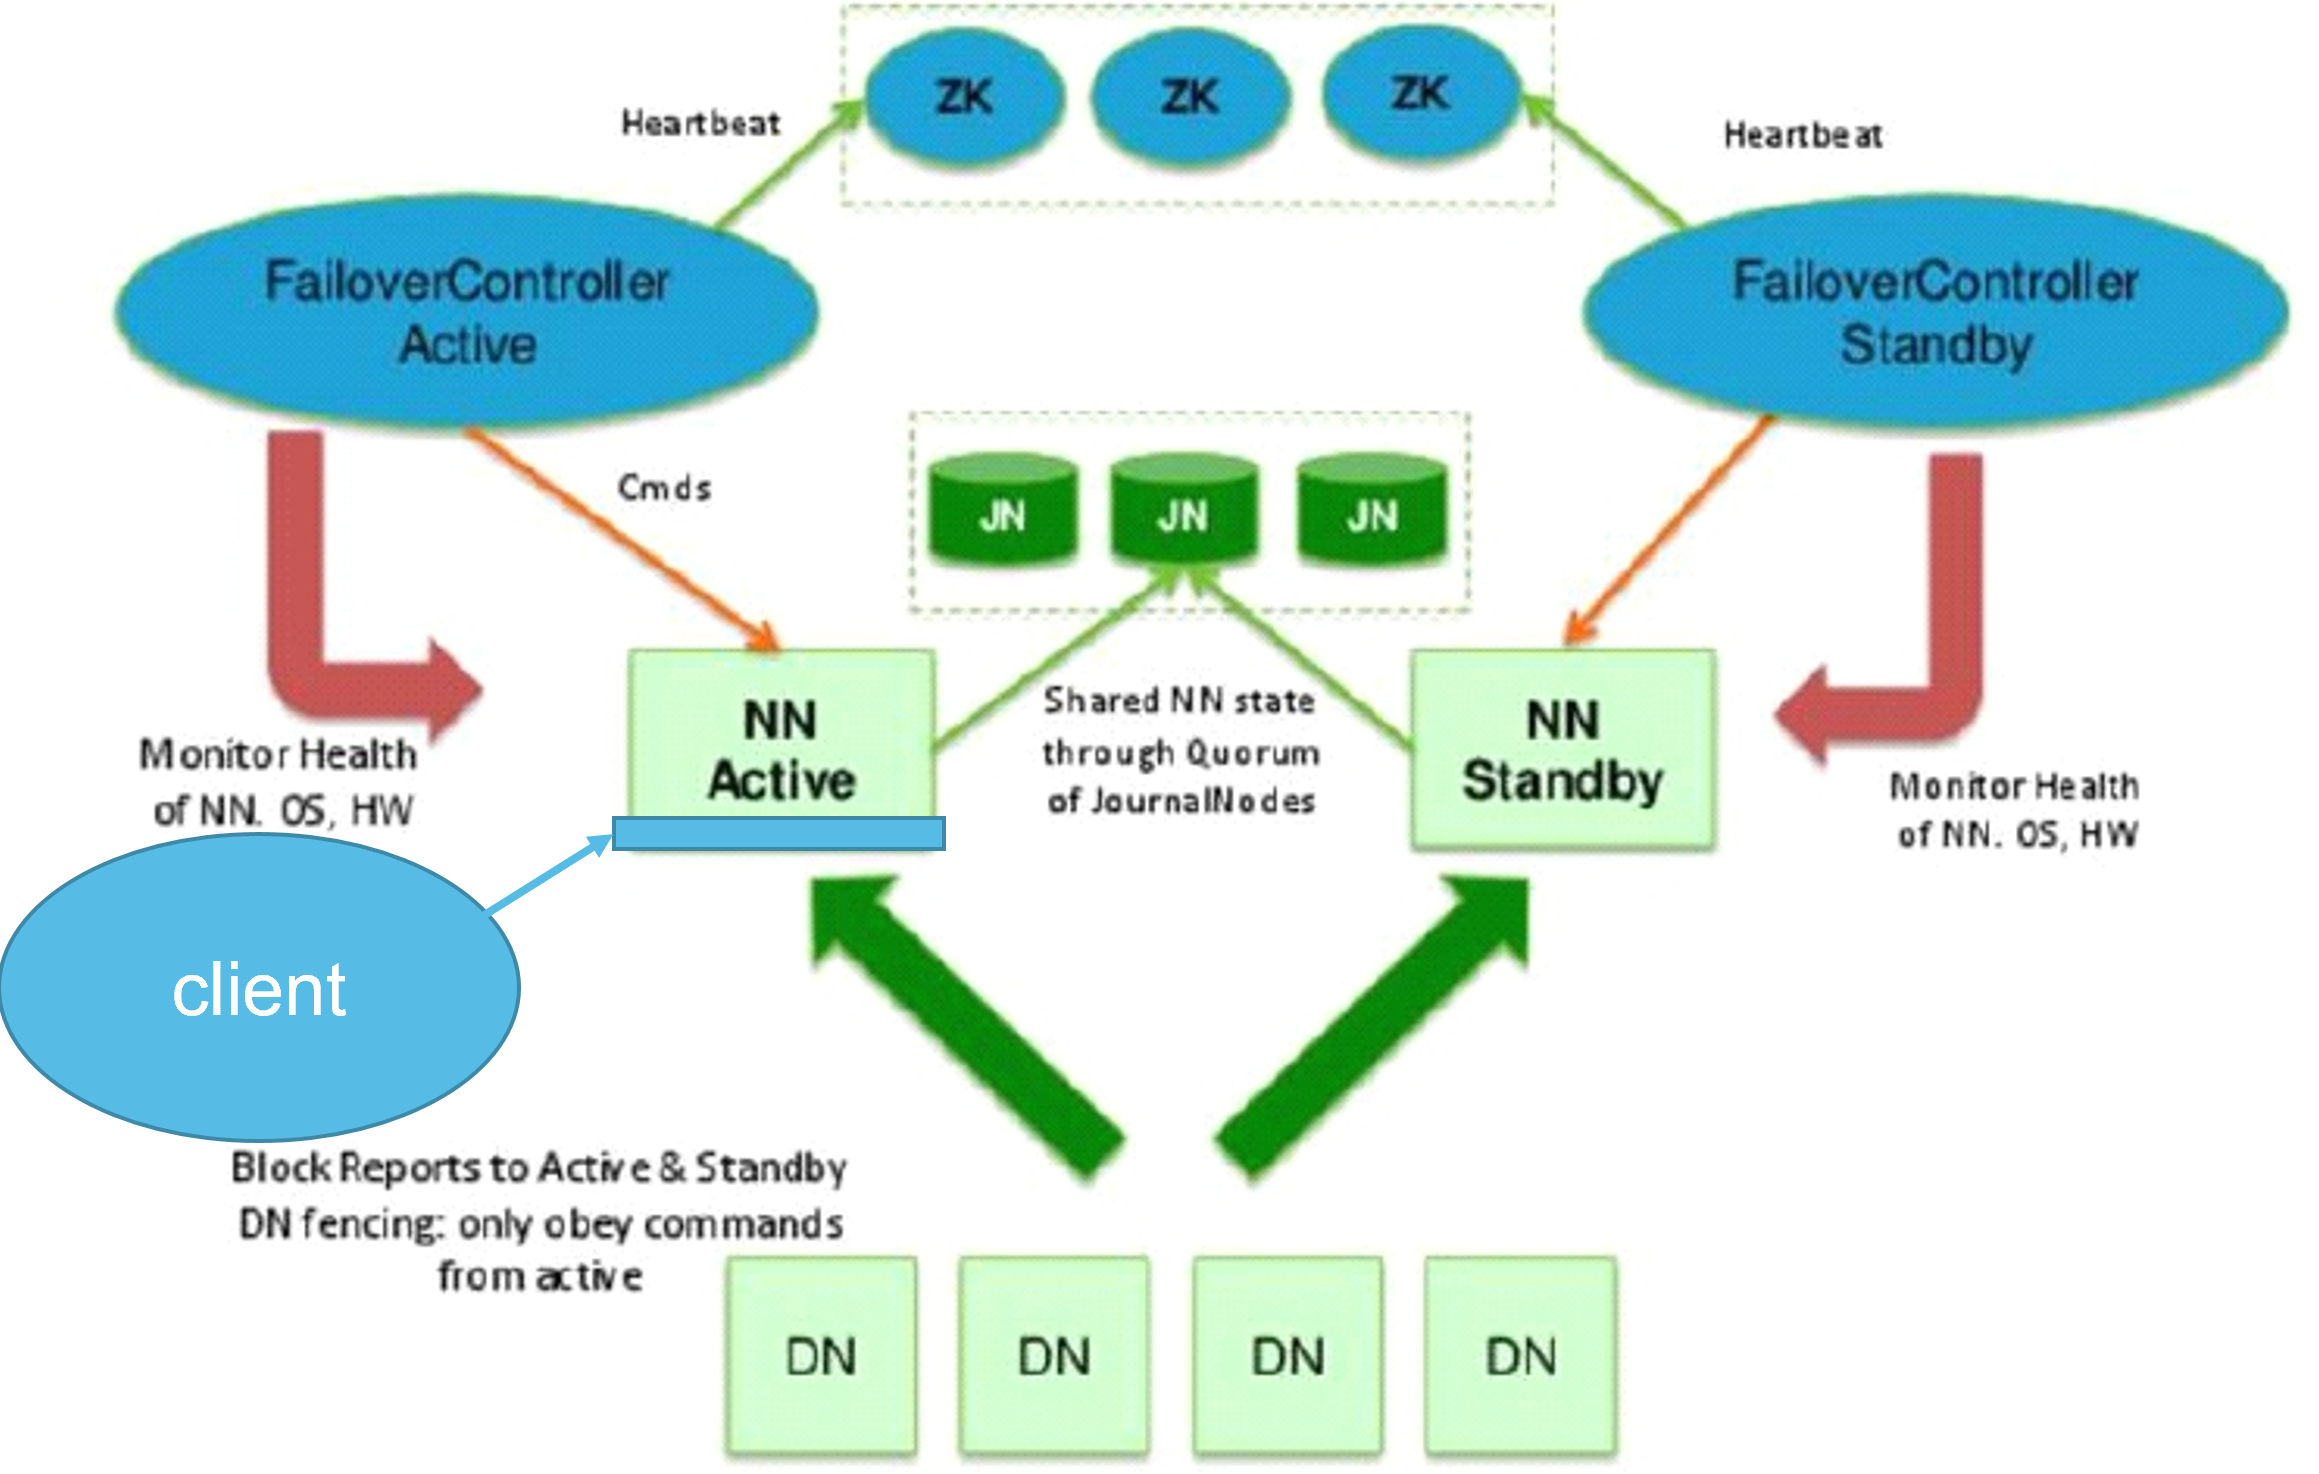 ZK
ZK
ZK
Heartbeat
Heartbeat
FailoverController
Active
FailoverController
Standby
Cmds
JN
JN
JN
NN
Active
Shared NN state
through Quorum
of JournalNodes
NN
Standby
Monitor Health
of NN. OS, HW
Monitor Health
of NN. OS, HW
client
Block Reports to Active & Standby
DN fencing: only obey commands
from active
DN
DN
DN
DN